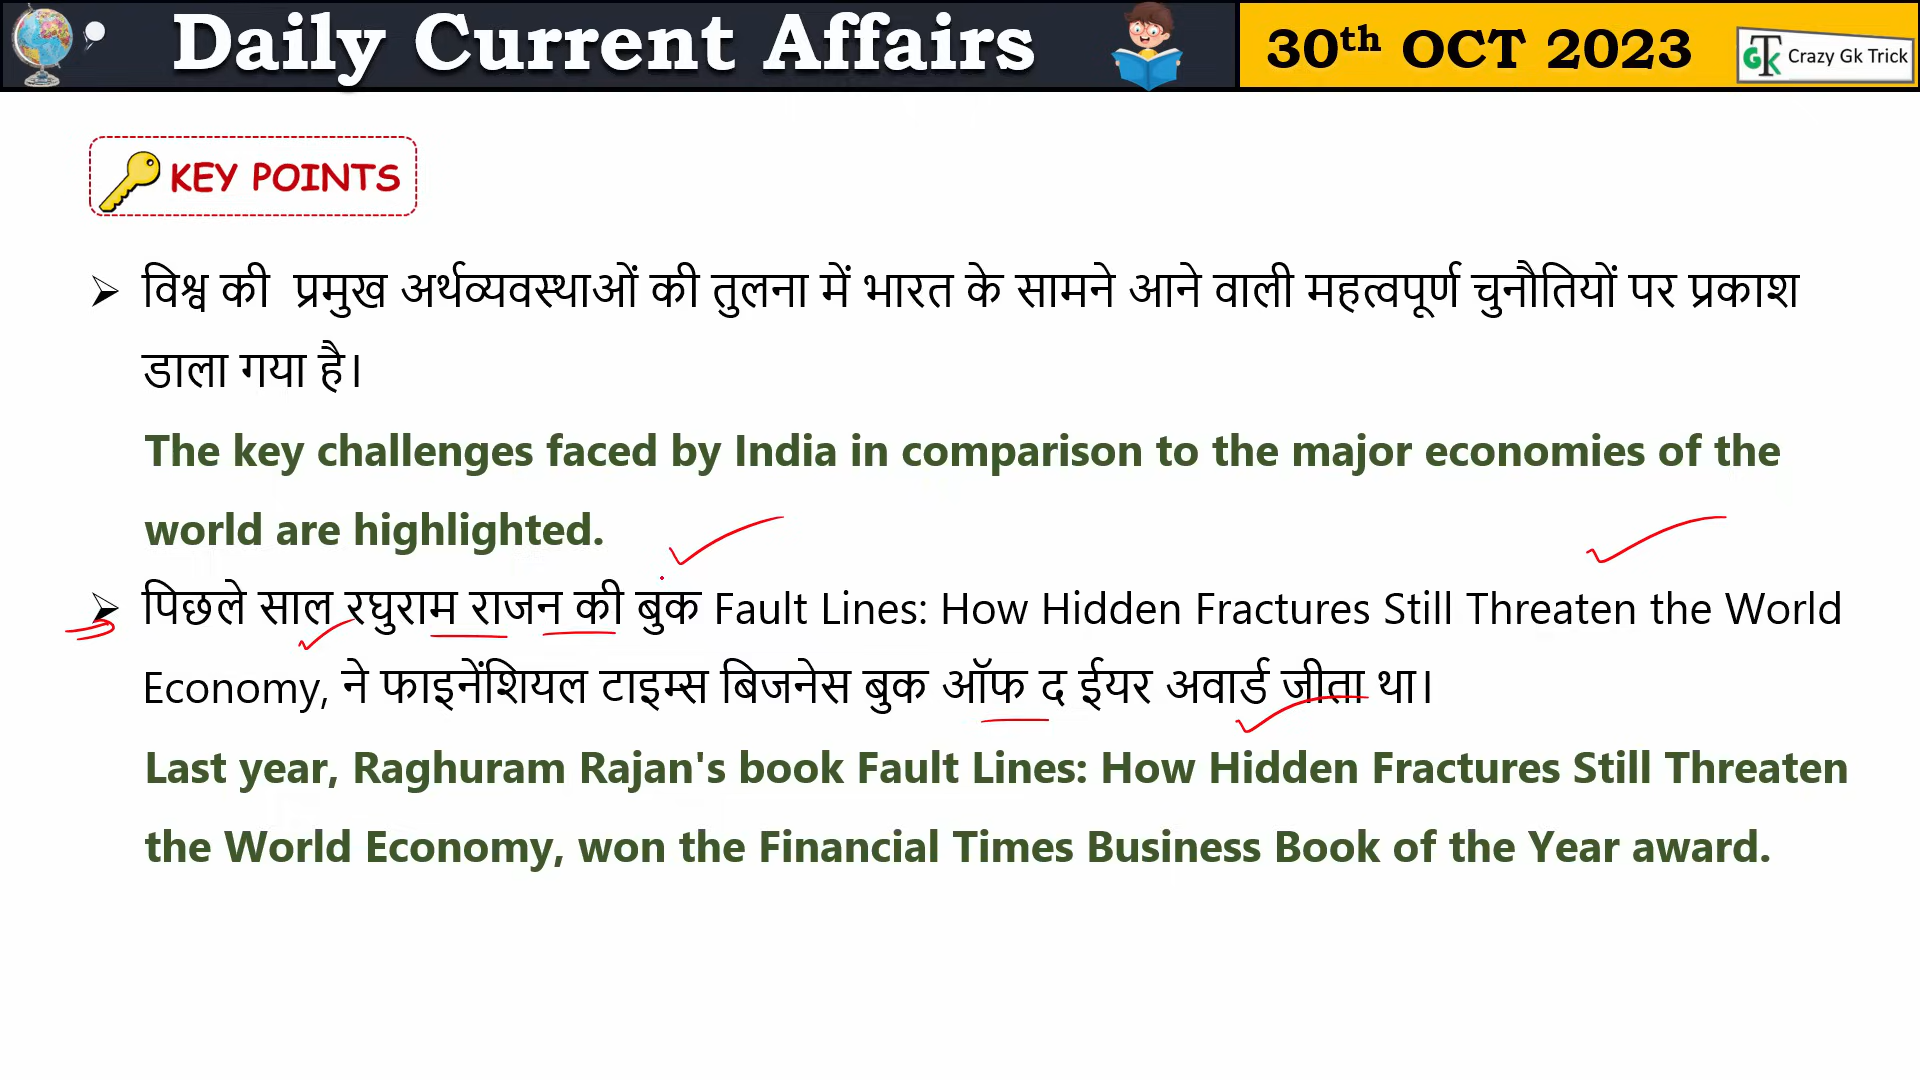 Daily Current Affairs
30th OCT 2023
GTK Crazy Gk Trick
KEY POINTS
➢ विश्व की प्रमुख अर्थव्यवस्थाओं की तुलना में भारत के सामने आने वाली महत्वपूर्ण चुनौतियों पर प्रकाश
डाला गया है।
The key challenges faced by India in comparison to the major economies of the
world are highlighted.
➢ पिछले साल रघुराम राजन की बुक Fault Lines: How Hidden Fractures Still Threaten the World
Economy, ने फाइनेंशियल टाइम्स बिजनेस बुक ऑफ द ईयर अवार्ड जीता था।
Last year, Raghuram Rajan's book Fault Lines: How Hidden Fractures Still Threaten
the World Economy, won the Financial Times Business Book of the Year award.